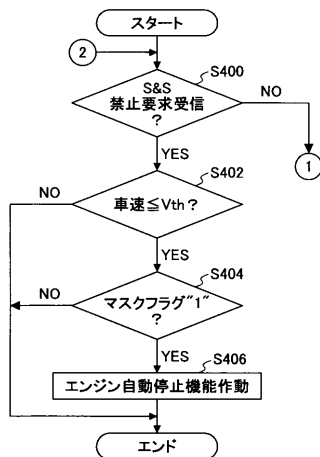 スタート
2
S400
S&S
禁止要求受信
?
NO
1
YES
S402
NO
車速≦Vth?
YES
S404
NO
マスクフラグ"1"
?
YES
S406
エンジン自動停止機能作動
エンド